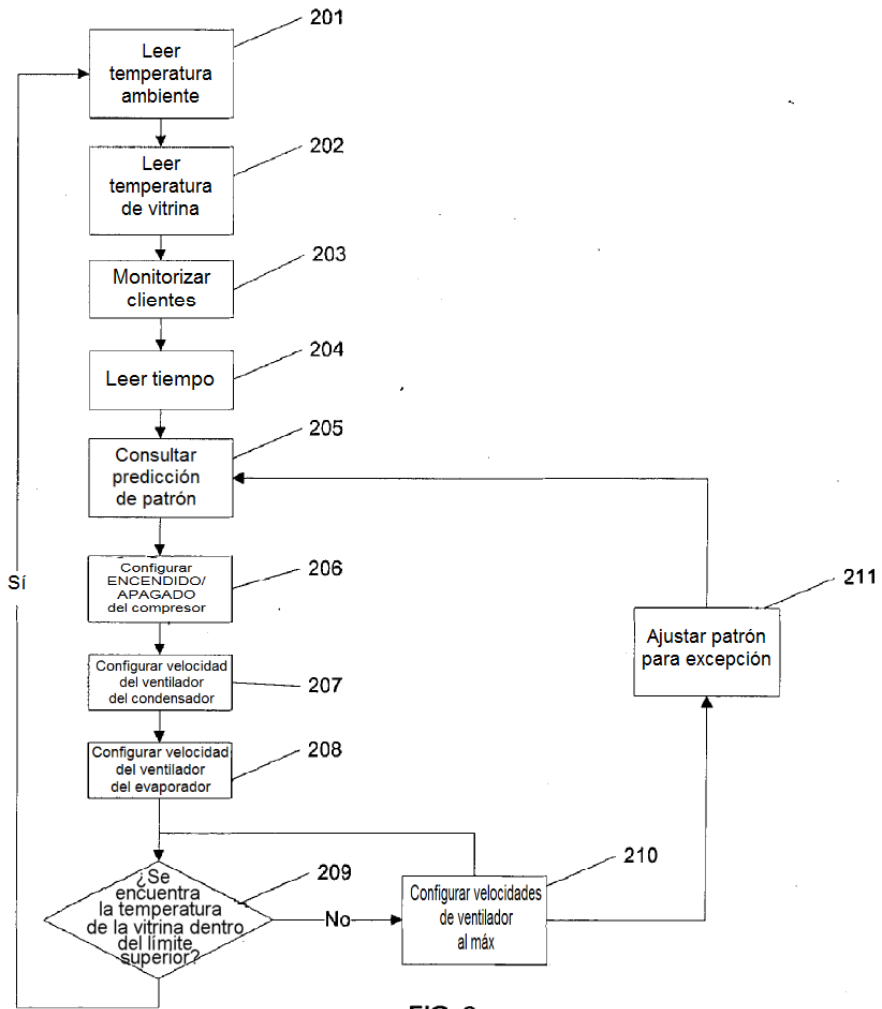 201
Leer
temperatura
ambiente
202
Leer
temperatura
de vitrina
203
Monitorizar
clientes
204
Leer tiempo
205
Consultar
predicción
de patrón
206
Configurar
ENCENDIDO/
APAGADO
del compresor
Sí
211
Ajustar patrón
para excepción
Configurar velocidad
del ventilador
del condensador
207
208
Configurar velocidad
del ventilador
del evaporador
209
¿Se
encuentra
la temperatura
de la vitrina dentro
del límite
superior?
No
210
Configurar velocidades
de ventilador
al máx